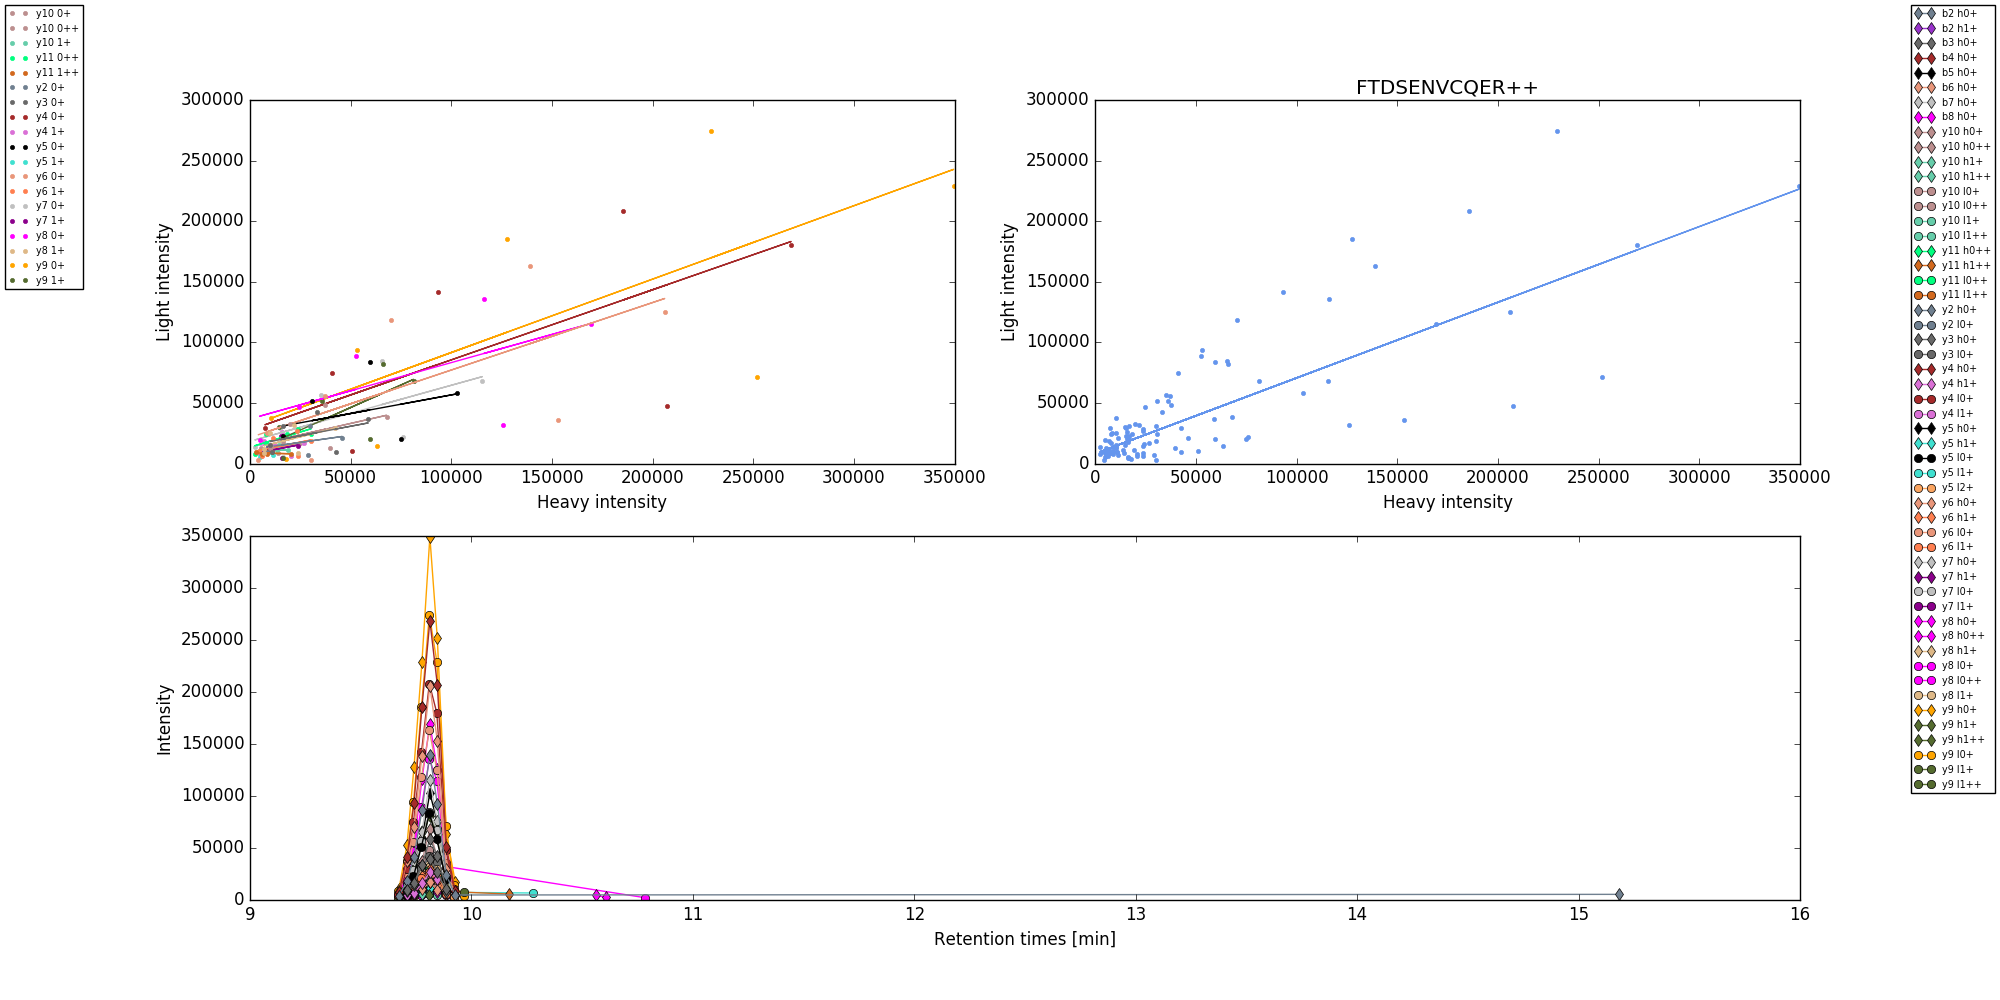 y10 0+
y10 0++
y10 1+
y11 0++
y11 1++
y2 0+
y3 0+
y4 0+
y4 1+
y5 0+
y5 1+
y6 0+
y6 1+
y7 0+
y7 1+
y8 0+
y8 1+
y9 0+
y9 1+
300000
250000
200000
150000
100000
50000
0
Light intensity
0 50000 100000 150000 200000 250000 300000 350000
Heavy intensity
FTDSENVCQER++
300000
250000
200000
150000
100000
50000
0
Light intensity
0 50000 100000 150000 200000 250000 300000 350000
Heavy intensity
350000
300000
250000
200000
150000
100000
50000
0
Intensity
9 10 11 12 13 14 15 16
Retention times [min]
b2 h0+
b2 h1+
b3 h0+
b4 h0+
b5 h0+
b6 h0+
b7 h0+
b8 h0+
y10 h0+
y10 h0++
y10 h1+
y10 h1++
y10 l0+
y10 l0++
y10 l1+
y10 l1++
y11 h0++
y11 h1++
y11 l0++
y11 l1++
y2 h0+
y2 l0+
y3 h0+
y3 l0+
y4 h0+
y4 h1+
y4 l0+
y4 l1+
y5 h0+
y5 h1+
y5 l0+
y5 l1+
y5 l2+
y6 h0+
y6 h1+
y6 l0+
y6 l1+
y7 h0+
y7 h1+
y7 l0+
y7 l1+
y8 h0+
y8 h0++
y8 h1+
y8 l0+
y8 l0++
y8 l1+
y9 h0+
y9 h1+
y9 h1++
y9 l0+
y9 l1+
y9 l1++